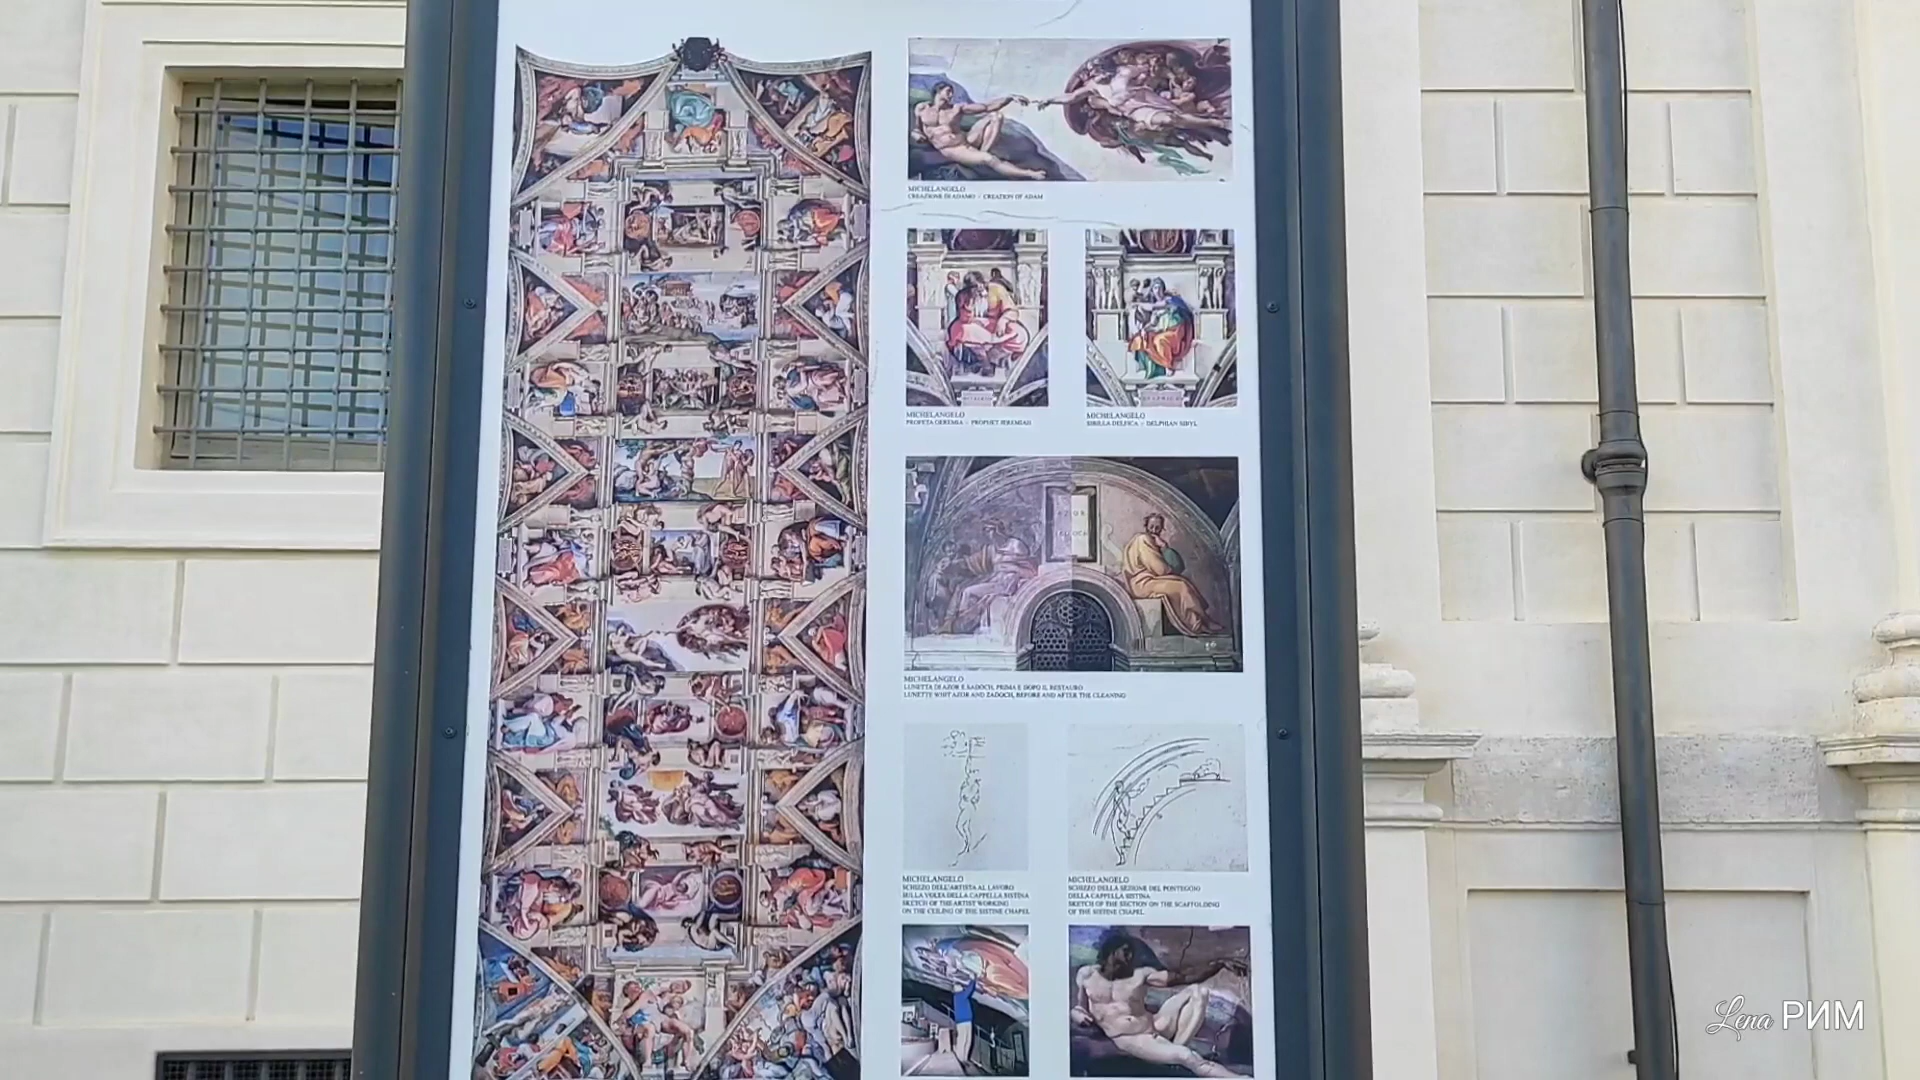 MICHELANGELO
CREAZIONE DI ADAMO - CREATION OF ADAM
MICHELANGELO
PROFETA GEREMIA - PROPHET JEREMIAH
MICHELANGELO
SIBILLA DELFICA - DELPHIAN SIBYL
MICHELANGELO
LUNETTA DI AZOR E SADOCH, PRIMA E DOPO IL RESTAURO
LUNETTE WHIT AZOR AND ZADOCH, BEFORE AND AFTER THE CLEANING
MICHELANGELO
SCHIZZO DELL'ARTISTA AL LAVORO
SULLA VOLTA DELLA CAPPELLA SISTINA
SKETCH OF THE ARTIST WORKING
ON THE CEILING OF THE SISTINE CHAPEL
MICHELANGELO
SCHIZZO DELLA SEZIONE DEL PONTEGGIO
DELLA CAPPELLA SISTINA
SKETCH OF THE SECTION ON THE SCAFFOLDING
OF THE SISTINE CHAPEL
Lena РИМ